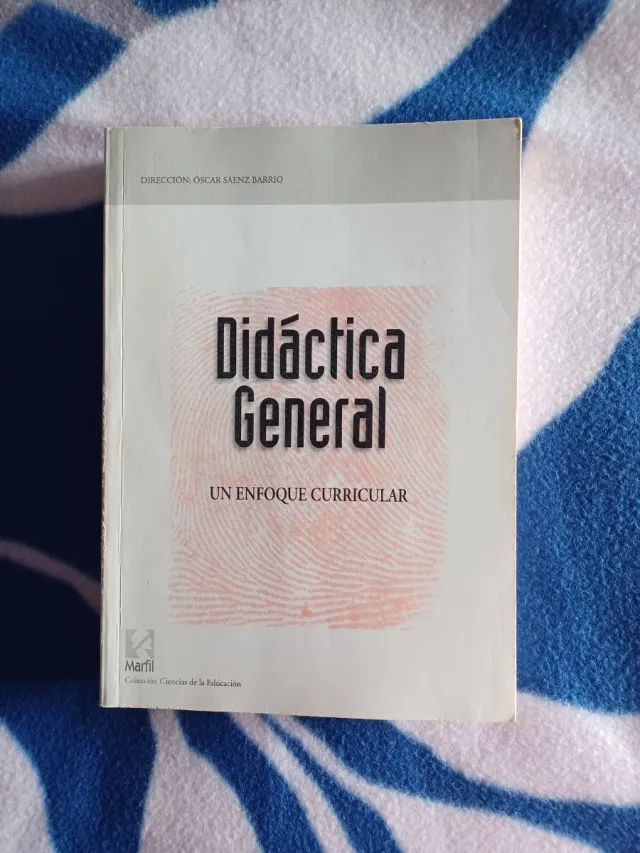 DIRECCIÓN: ÓSCAR SÁENZ BARRIO
Didáctica
General
UN ENFOQUE CURRICULAR
Marfil
Colección Ciencias de la Educación